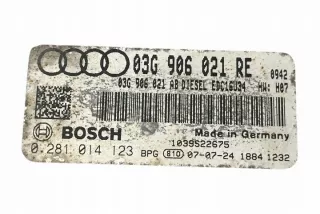 03G 906 021 RE 0942
03G 906 021 AB DIESEL EDC16U34 HW: H07
Made in Germany
BOSCH 1039S22675
0 281 014 123 BPG 810 07-07-24 1884 1232